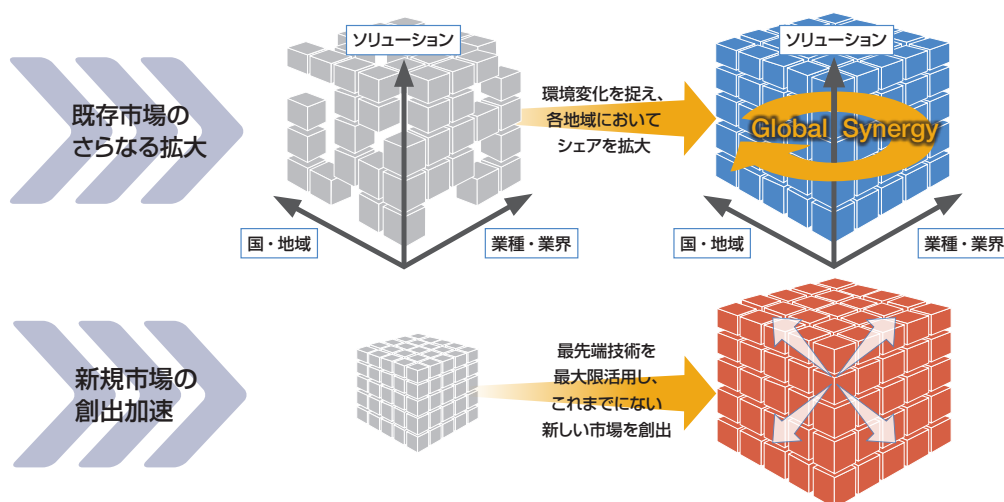 既存市場の
さらなる拡大
ソリューション
国・地域
業種・業界
環境変化を捉え、
各地域において
シェアを拡大
ソリューション
Global Synergy
国・地域
業種・業界
新規市場の
創出加速
最先端技術を
最大限活用し、
これまでにない
新しい市場を創出